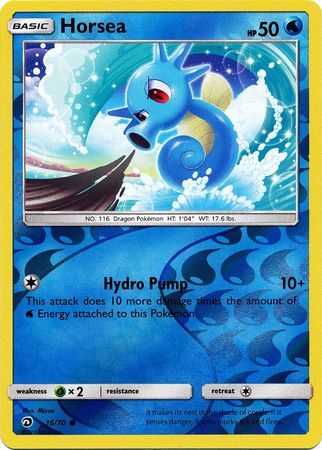 BASIC Horsea HP 50
NO. 116 Dragon Pokémon HT: 1'04" WT: 17.6 lbs.
Hydro Pump 10+
This attack does 10 more damage times the amount of
Energy attached to this Pokémon.
weakness ×2 resistance retreat
Illus. Mizue
16/70
It makes its nest in the shade of corals. If it
senses danger, it spits murky ink and flees.